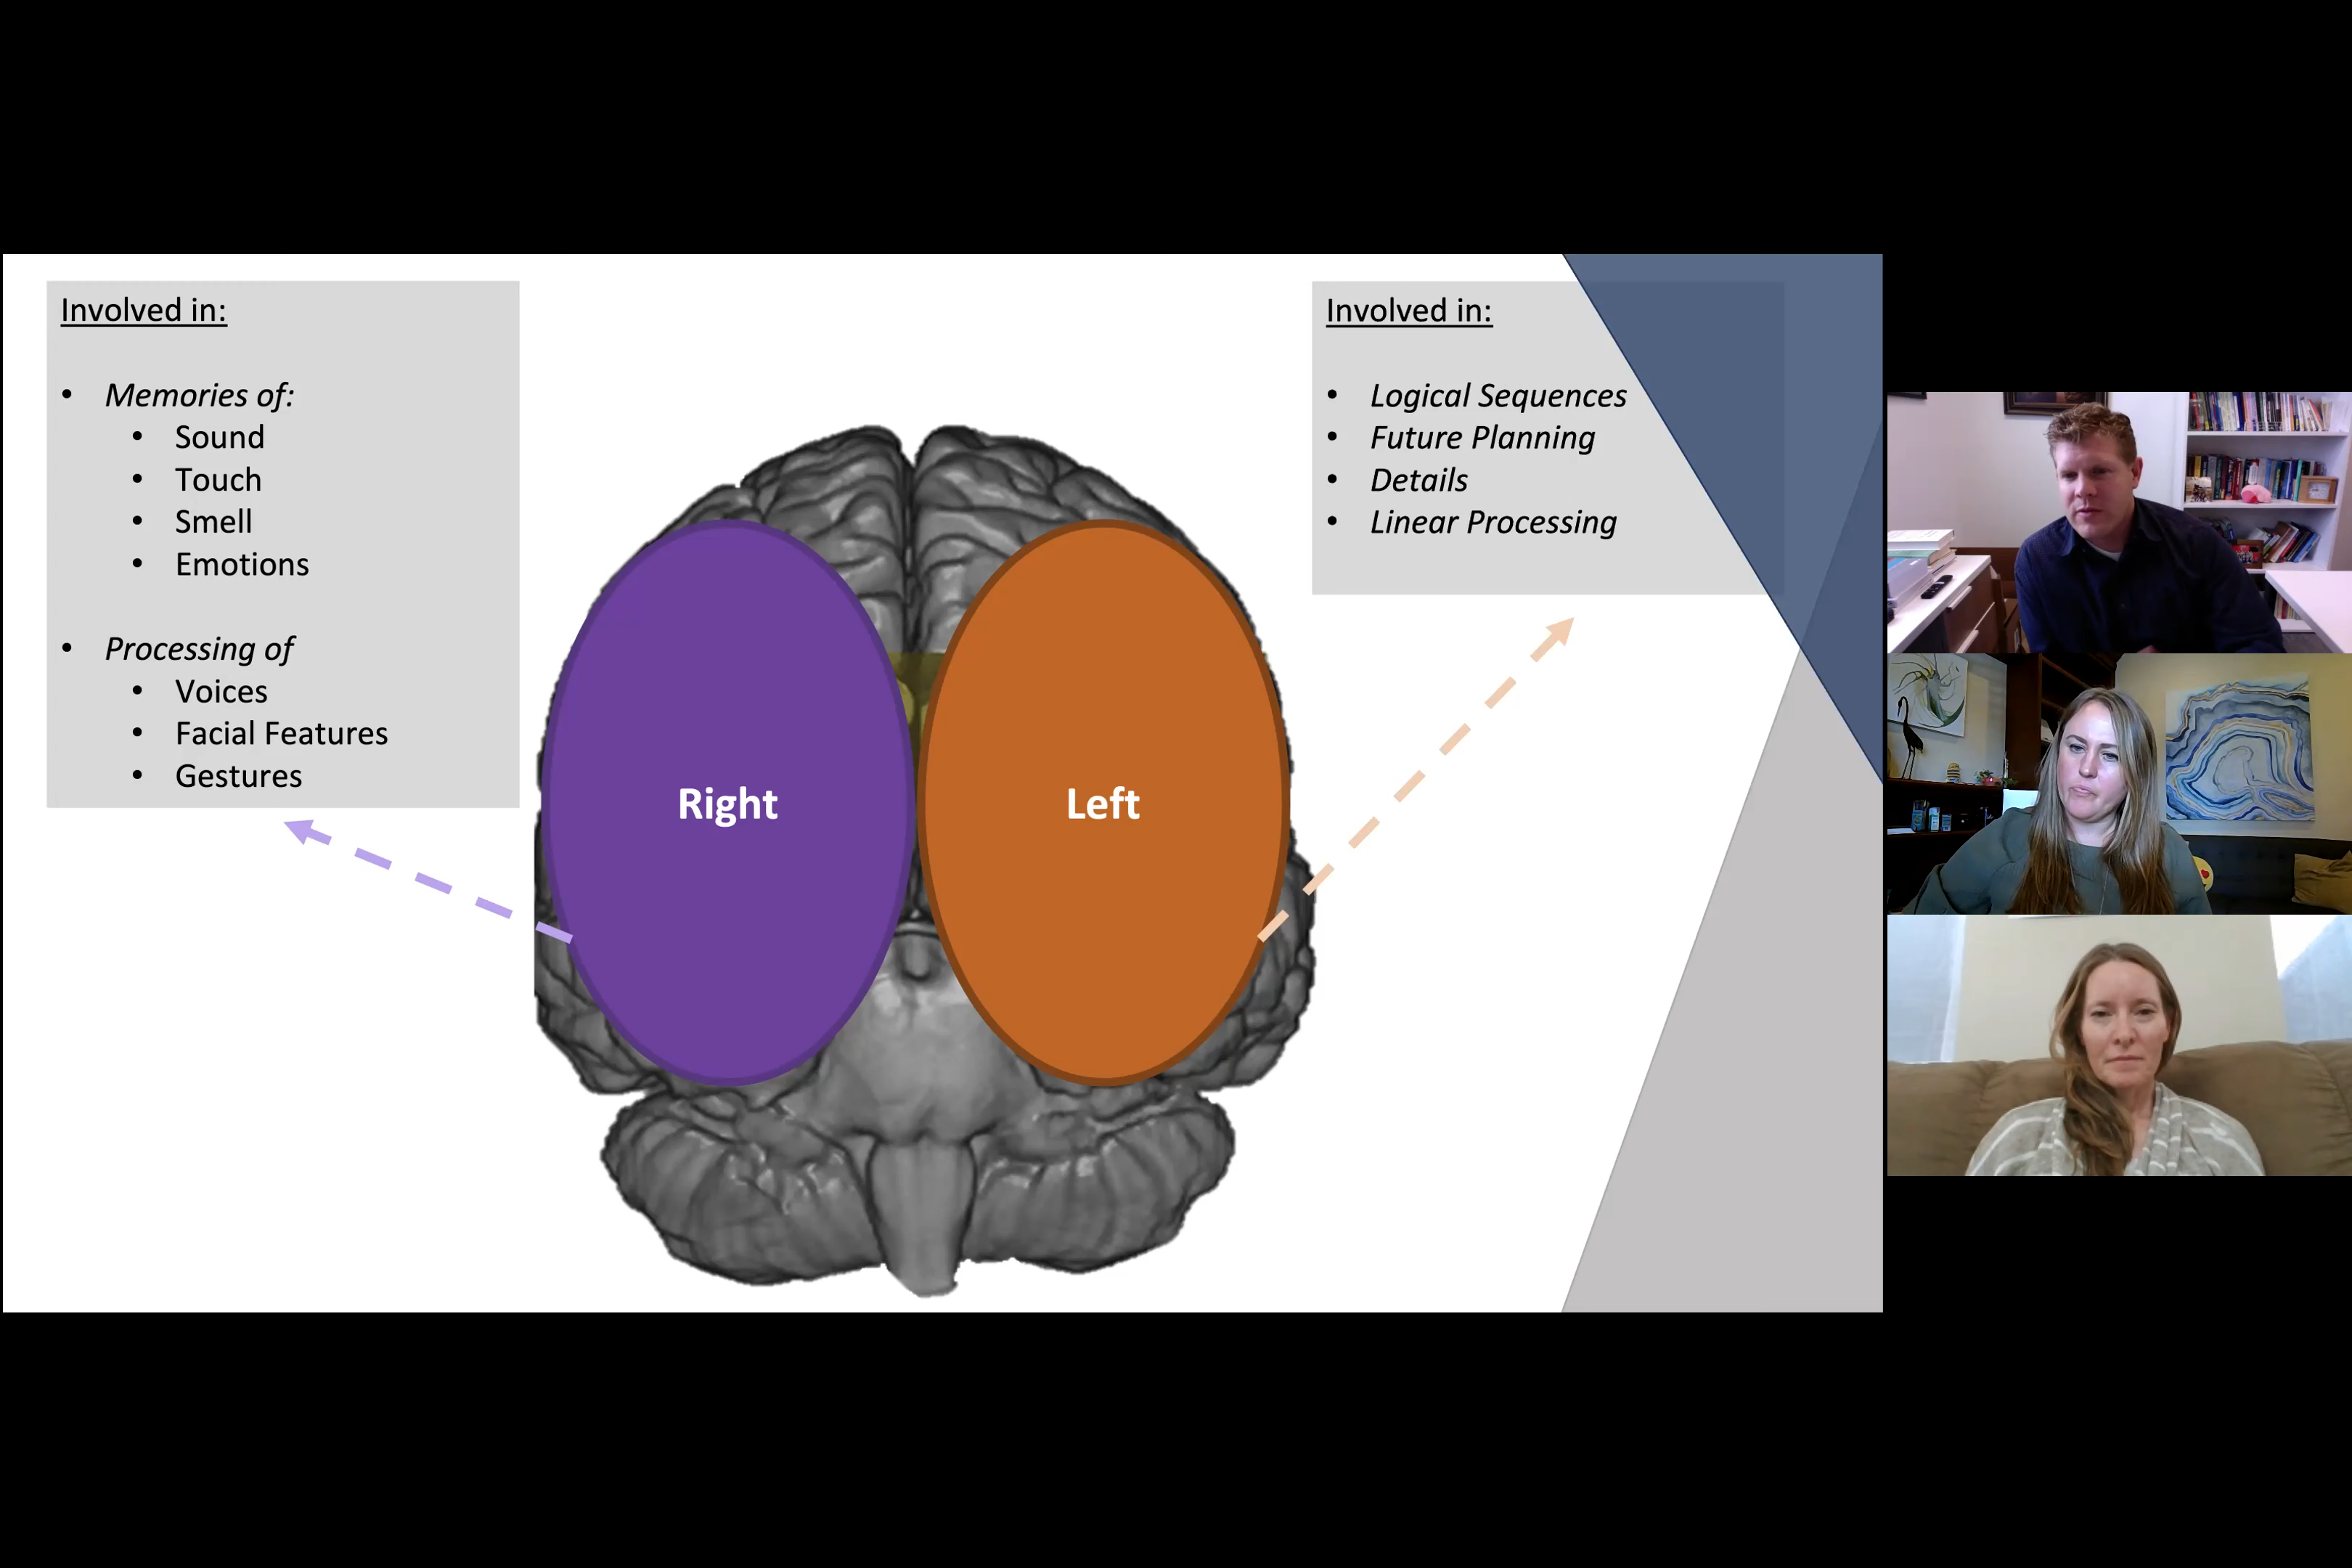 Involved in:
• Memories of:
• Sound
• Touch
• Smell
• Emotions
• Processing of
• Voices
• Facial Features
• Gestures
Right
Left
Involved in:
• Logical Sequences
• Future Planning
• Details
• Linear Processing